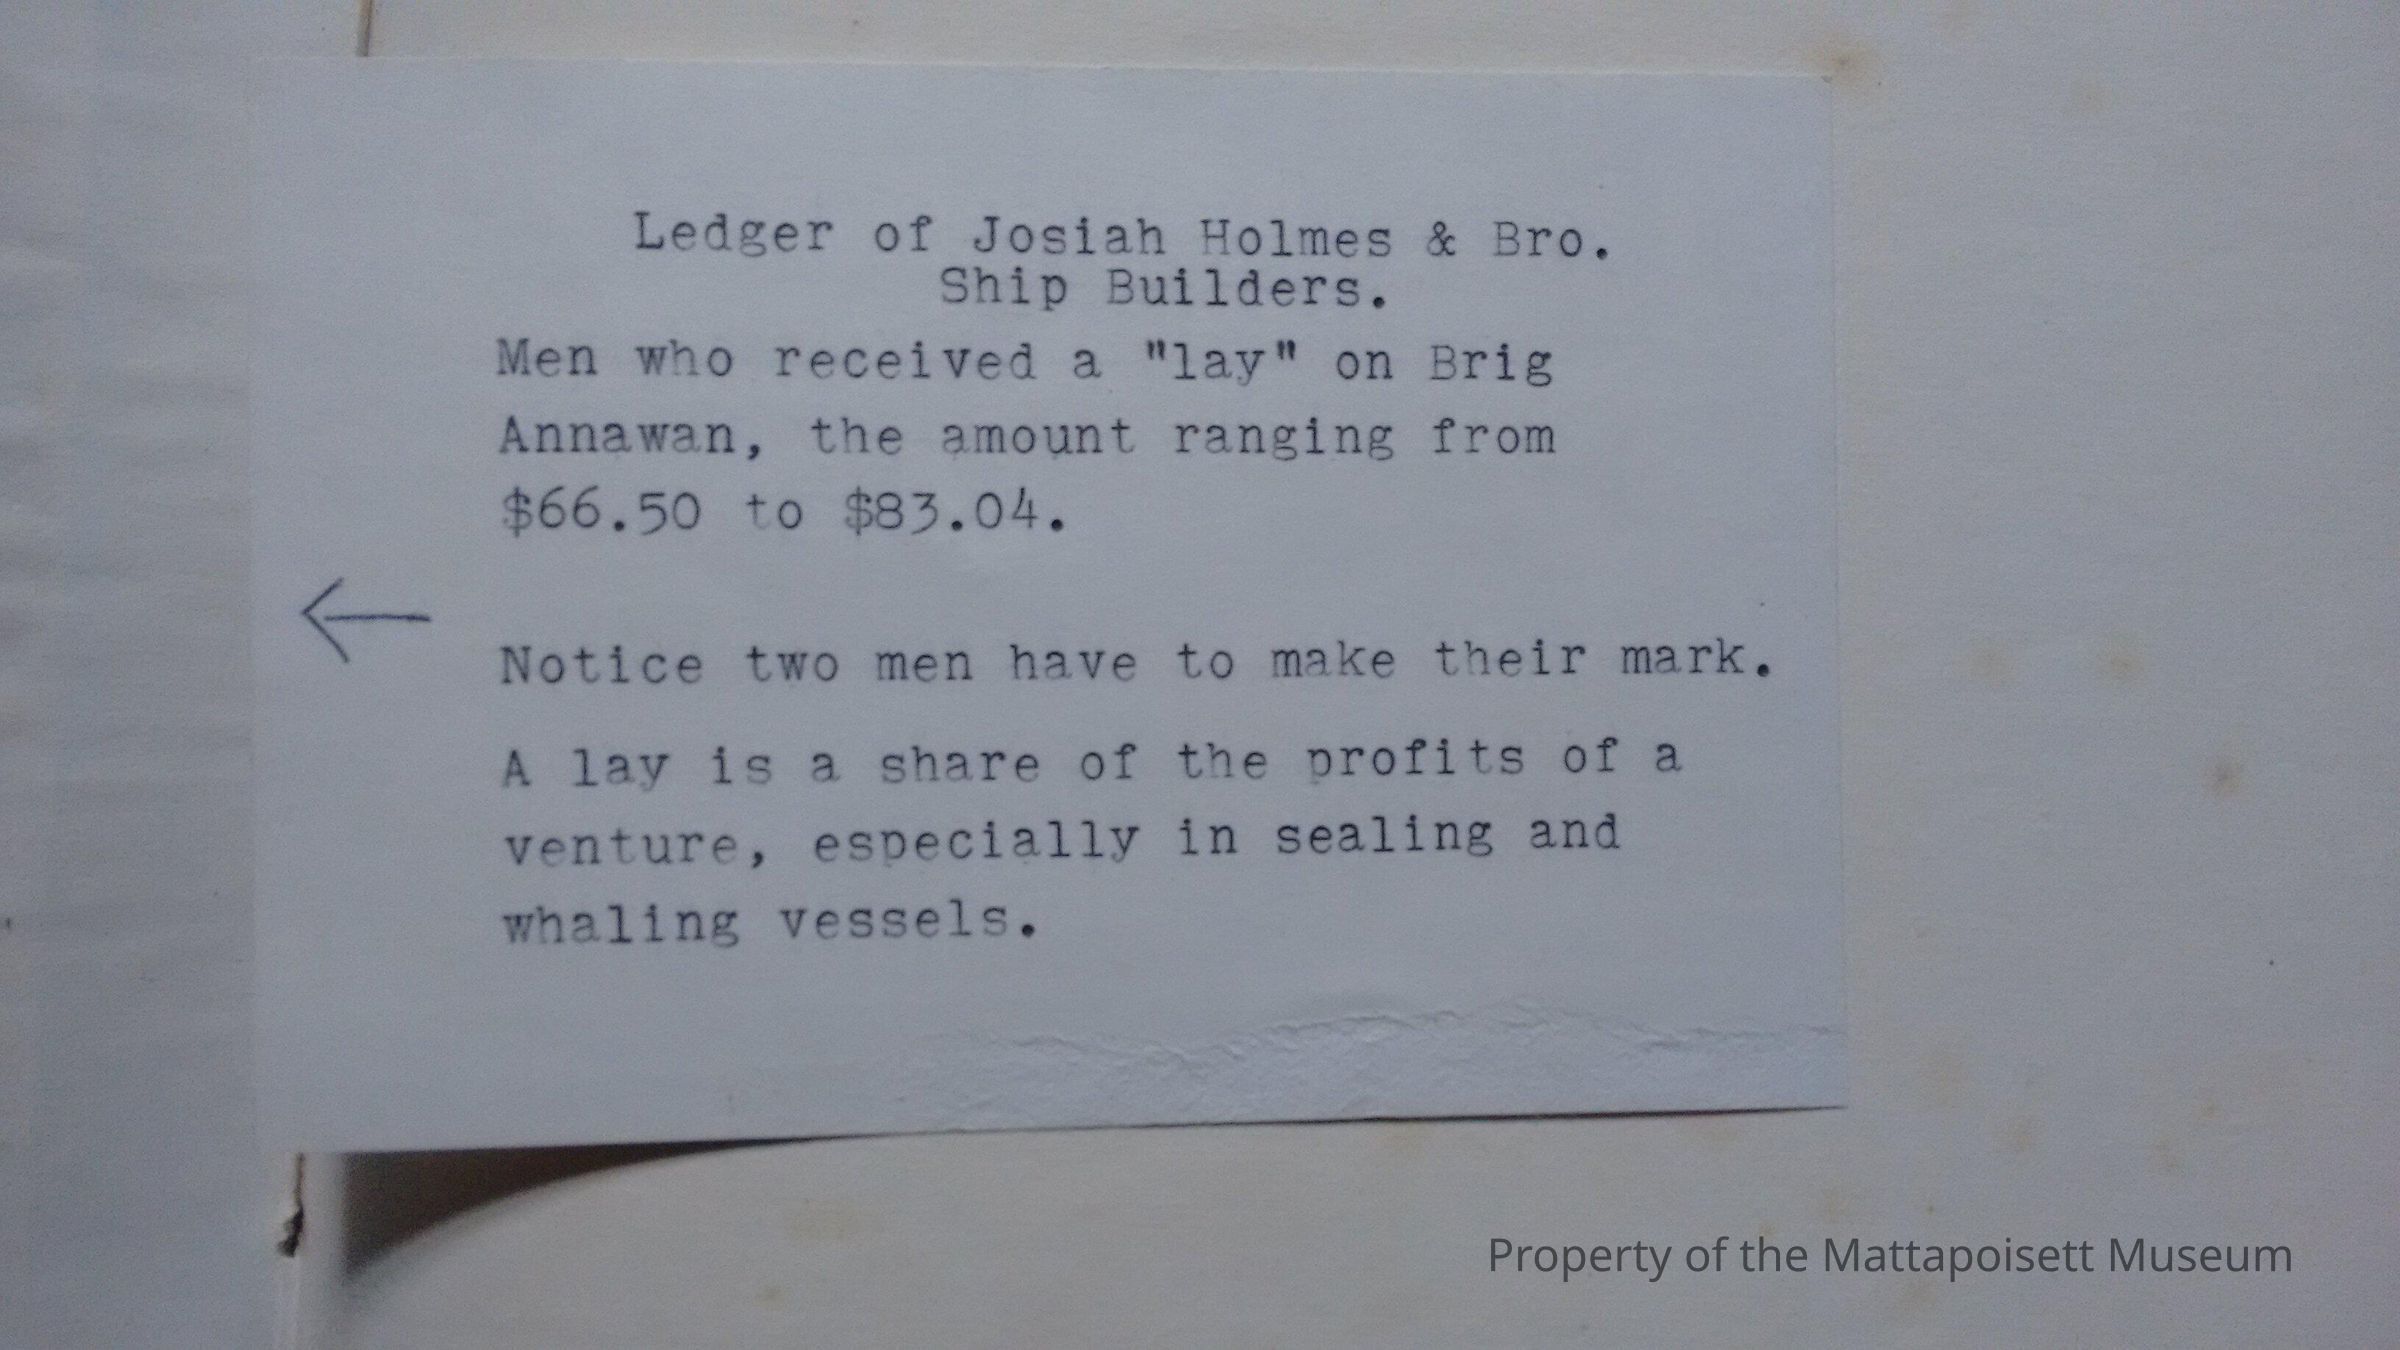 Ledger of Josiah Holmes & Bro.
Ship Builders.
Men who received a "lay" on Brig
Annawan, the amount ranging from
$66.50 to $83.04.
Notice two men have to make their mark.
A lay is a share of the profits of a
venture, especially in sealing and
whaling vessels.
Property of the Mattapoisett Museum